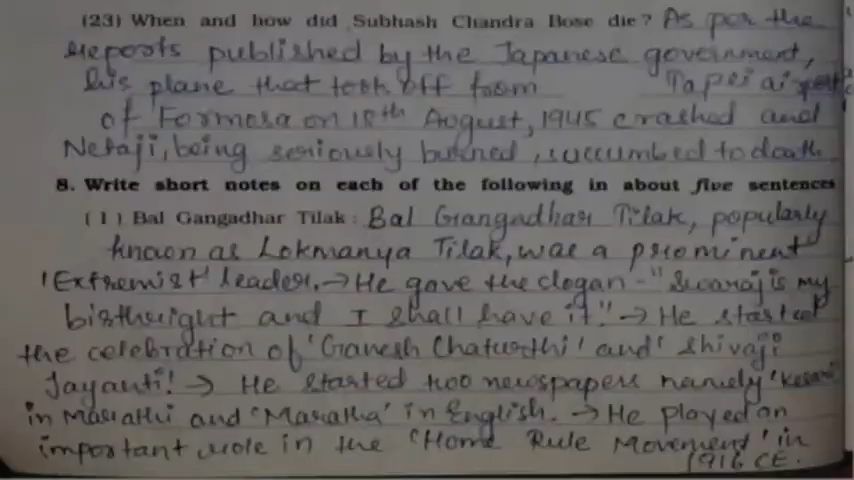 (23) When and how did Subhash Chandra Bose die? As per the
reports published by the Japanese government,
his plane that took off from Tapei airport
of Formosa on 18th August, 1945 crashed and
Netaji, being seriously burned, succumbed to death
8. Write short notes on each of the following in about five sentences
(1) Bal Gangadhar Tilak: Bal Gangadhar Tilak, popularly
known as Lokmanya Tilak, was a prominent
'Extremist' leader. → He gave the slogan - "Swaraj is my
birthright and I shall have it." → He started
the celebration of 'Ganesh Chaturthi' and 'Shivaji
Jayanti! → He started two newspapers namely 'Kesari'
in Marathi and 'Maratha' in English. → He played an
important role in the 'Home Rule Movement' in
1916 CE.